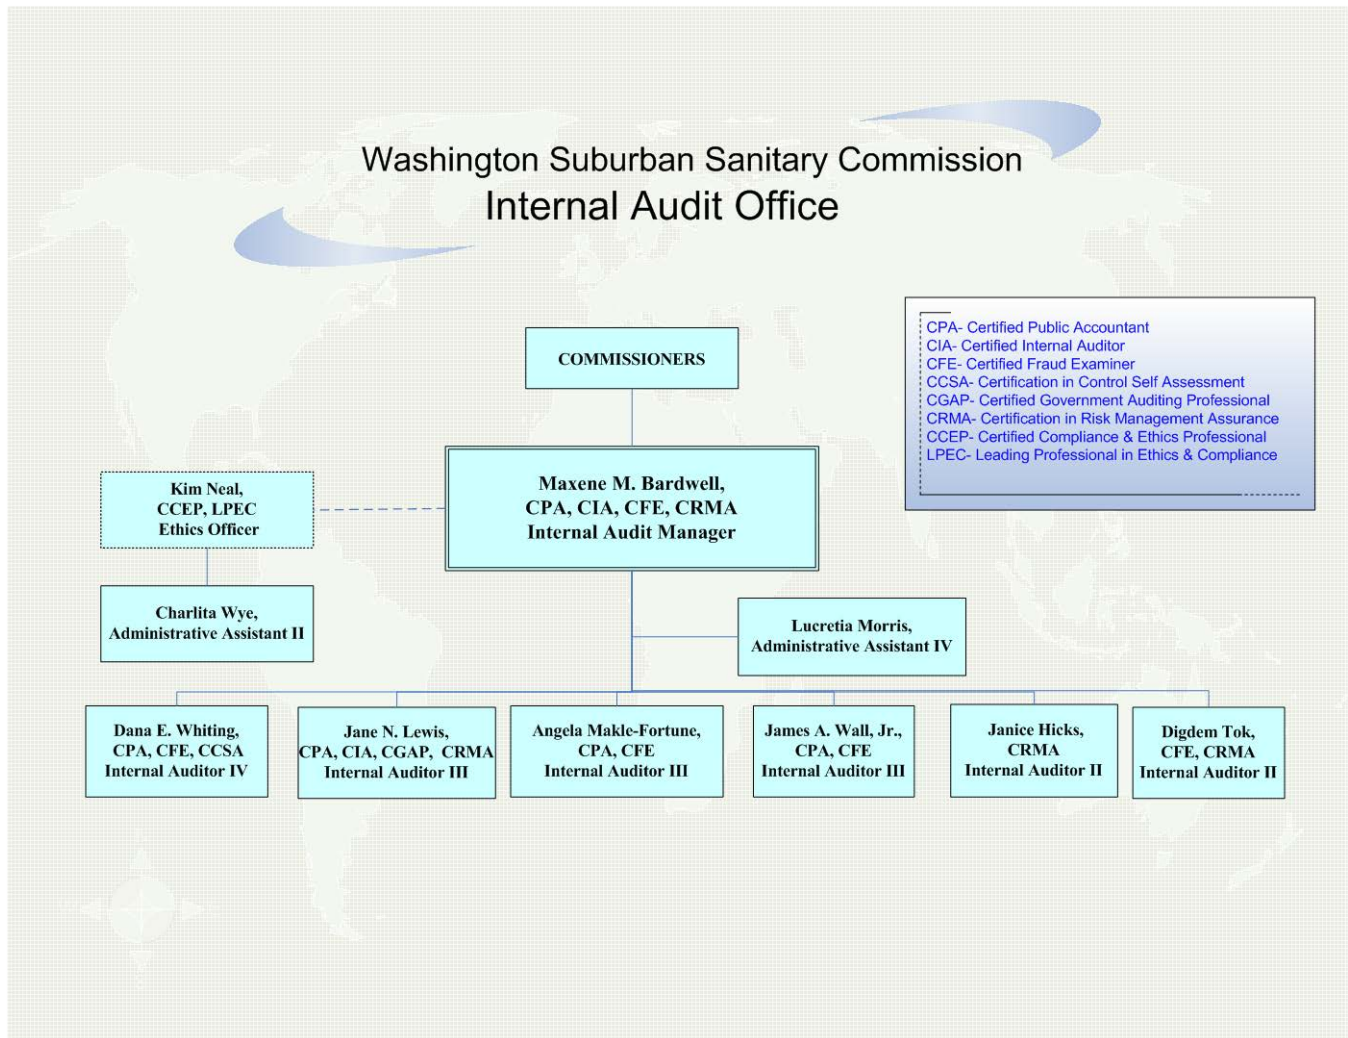 Washington Suburban Sanitary Commission
Internal Audit Office
CPA- Certified Public Accountant
CIA- Certified Internal Auditor
CFE- Certified Fraud Examiner
CCSA- Certification in Control Self Assessment
CGAP- Certified Government Auditing Professional
CRMA- Certification in Risk Management Assurance
CCEP- Certified Compliance & Ethics Professional
LPEC- Leading Professional in Ethics & Compliance
COMMISSIONERS
Maxene M. Bardwell,
CPA, CIA, CFE, CRMA
Internal Audit Manager
Kim Neal,
CCEP, LPEC
Ethics Officer
Charlita Wye,
Administrative Assistant II
Lucretia Morris,
Administrative Assistant IV
Dana E. Whiting,
CPA, CFE, CCSA
Internal Auditor IV
Jane N. Lewis,
CPA, CIA, CGAP, CRMA
Internal Auditor III
Angela Makle-Fortune,
CPA, CFE
Internal Auditor III
James A. Wall, Jr.,
CPA, CFE
Internal Auditor III
Janice Hicks,
CRMA
Internal Auditor II
Digdem Tok,
CFE, CRMA
Internal Auditor II